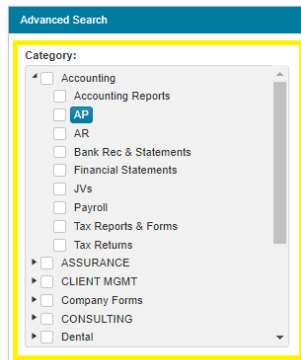 Advanced Search
Category:
Accounting
Accounting Reports
AP
AR
Bank Rec & Statements
Financial Statements
JVs
Payroll
Tax Reports & Forms
Tax Returns
ASSURANCE
CLIENT MGMT
Company Forms
CONSULTING
Dental